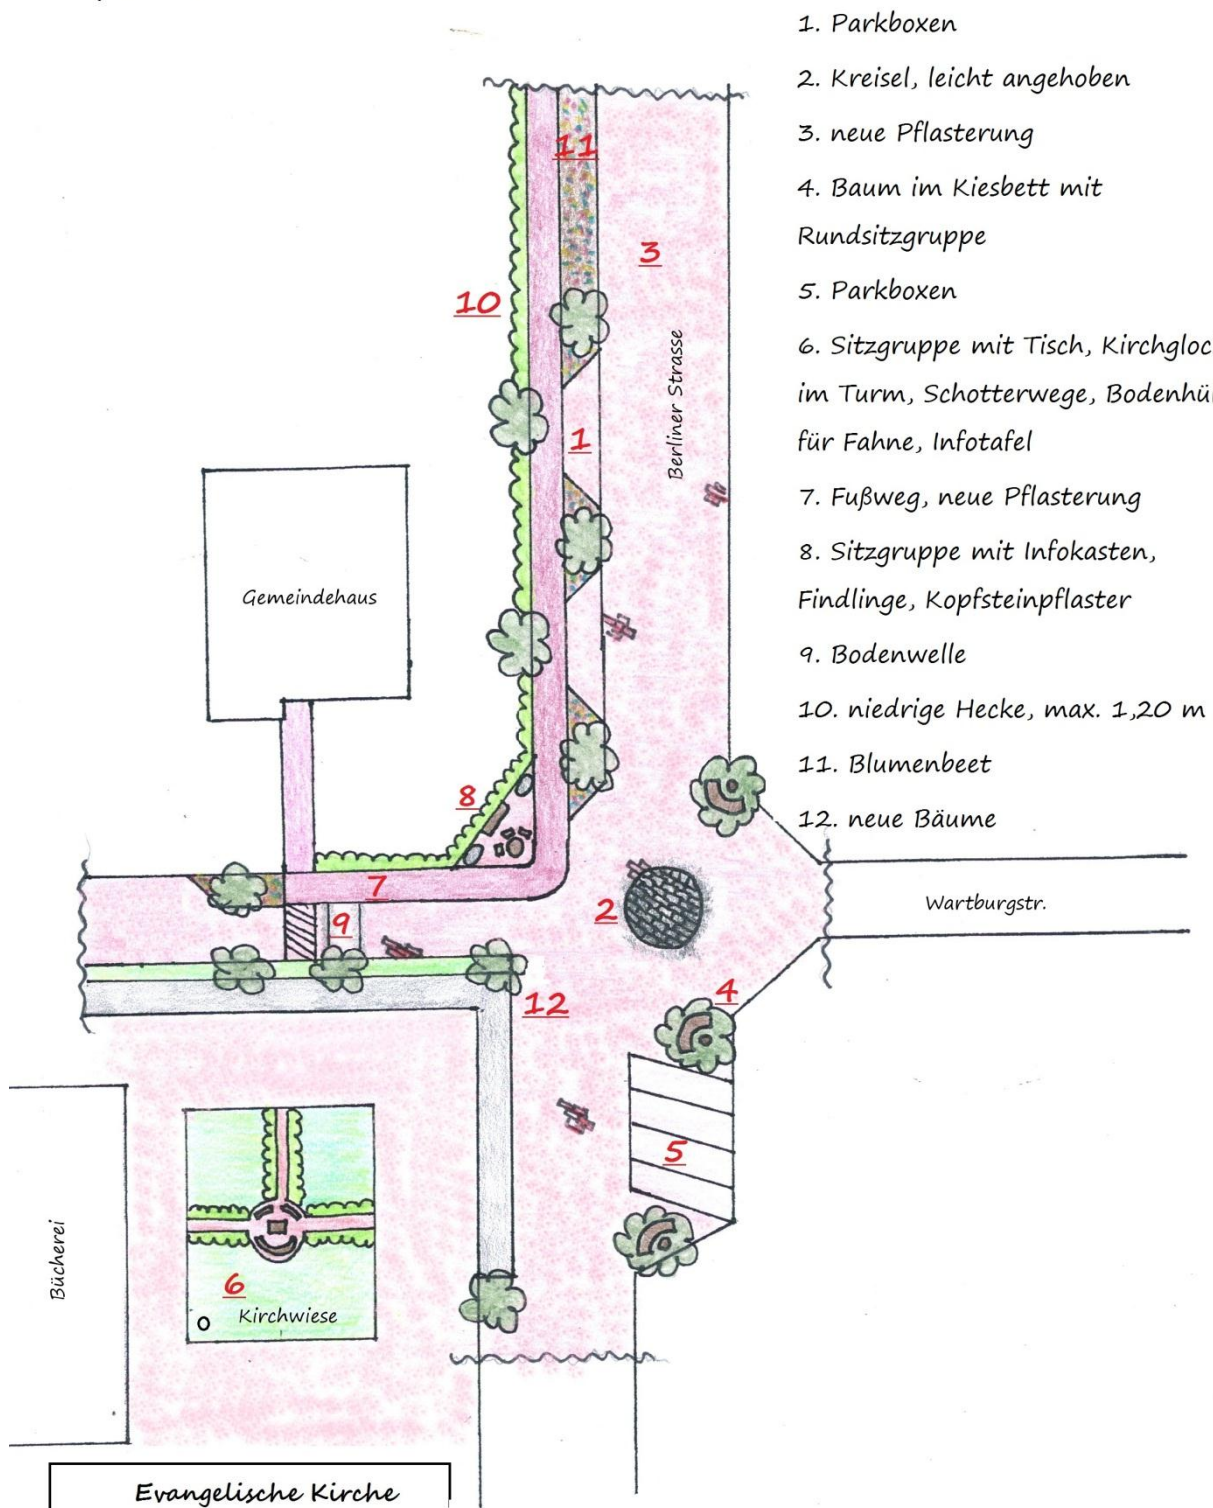 1. Parkboxen
2. Kreisel, leicht angehoben
3. neue Pflasterung
4. Baum im Kiesbett mit
Rundsitzgruppe
5. Parkboxen
6. Sitzgruppe mit Tisch, Kirchgloc
im Turm, Schotterwege, Bodenhü
für Fahne, Infotafel
7. Fußweg, neue Pflasterung
8. Sitzgruppe mit Infokasten,
Findlinge, Kopfsteinpflaster
9. Bodenwelle
10. niedrige Hecke, max. 1,20 m
11. Blumenbeet
12. neue Bäume
11
3
10
Berliner Strasse
1
Gemeindehaus
8
7
2
9
Wartburgstr.
4
12
5
Bücherei
6
Kirchwiese
Evangelische Kirche